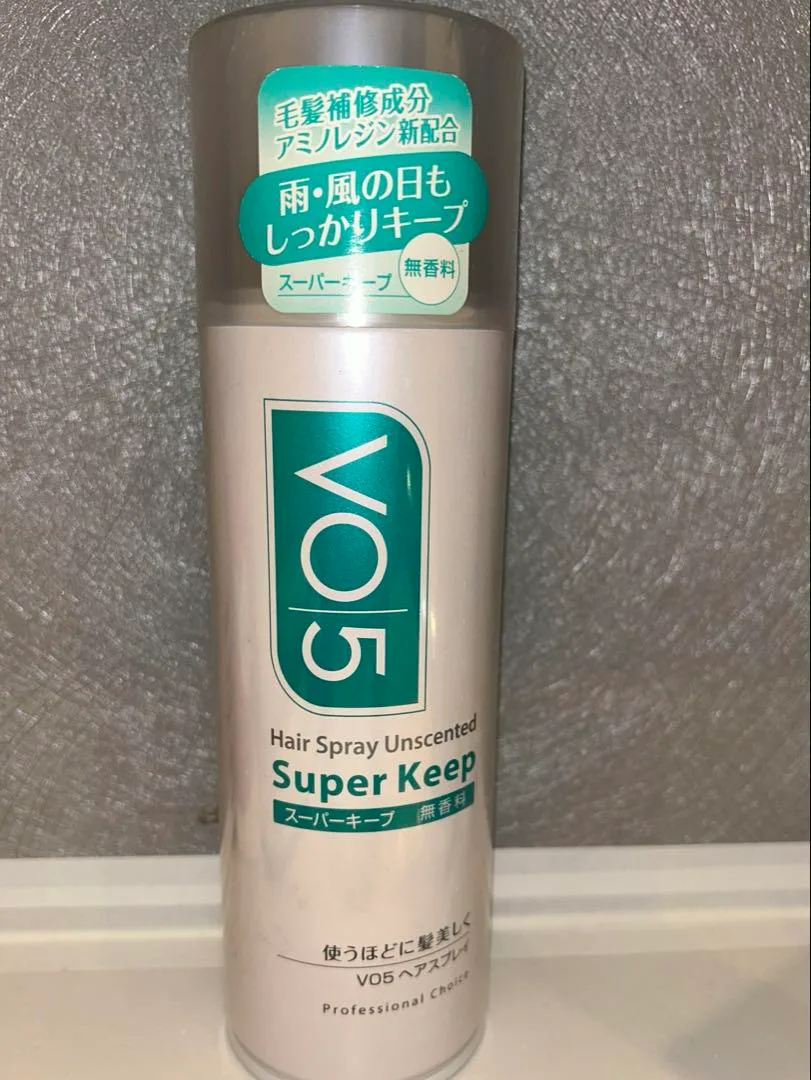 毛髪補修成分
アミノレジン新配合
雨・風の日も
しっかりキープ
スーパーキープ
無香料
VO5
Hair Spray Unscented
Super Keep
スーパーキープ 無香料
使うほどに髪美しく
VO5 ヘアスプレイ
Professional Choice